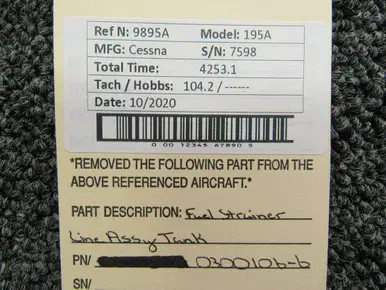 Ref N: 9895A Model: 195A
MFG: Cessna S/N: 7598
Total Time: 4253.1
Tach / Hobbs: 104.2 / ------
Date: 10/2020
0 00 12345 67890 5
*REMOVED THE FOLLOWING PART FROM THE
ABOVE REFERENCED AIRCRAFT.*
PART DESCRIPTION: Fuel Strainer
Line Assy Tank
PN/ 0300106-6
SN/